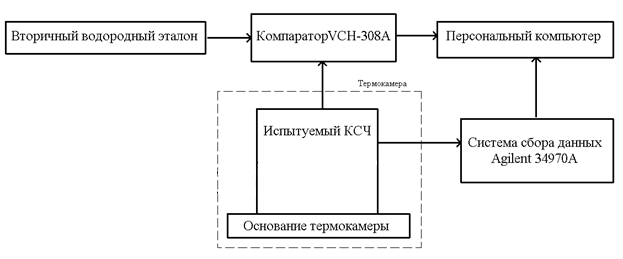 Вторичный водородный эталон
КомпараторVCH-308A
Персональный компьютер
Термокамера
Испытуемый КСЧ
Система сбора данных
Agilent 34970A
Основание термокамеры